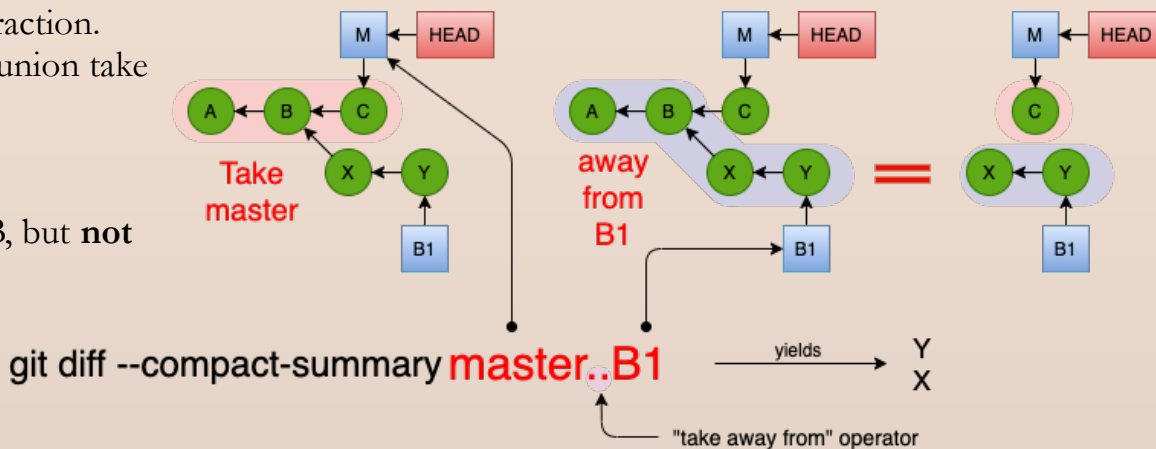 raction.
union take
B, but not
M
HEAD
A
B
C
X
Y
B1
Take
master
M
HEAD
A
B
C
X
Y
B1
away
from
B1
M
HEAD
C
X
Y
B1
git diff --compact-summary master..B1
yields
Y
X
"take away from" operator